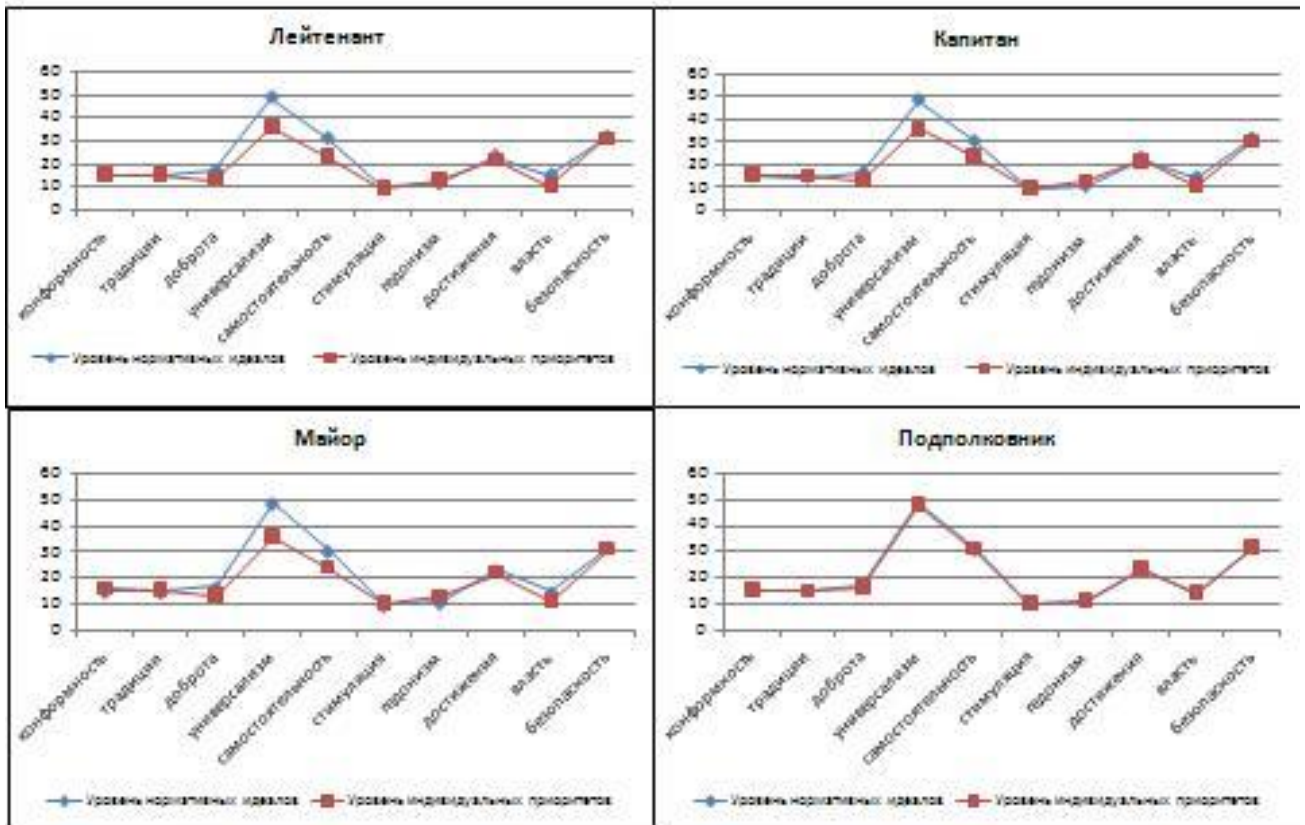 Лейтенант
60
50
40
30
20
10
0
конформность
традиции
доброта
универсализм
самостоятельность
стимуляция
гедонизм
достижения
власть
безопасность
Уровень нормативных идеалов
Уровень индивидуальных приоритетов
Капитан
60
50
40
30
20
10
0
конформность
традиции
доброта
универсализм
самостоятельность
стимуляция
гедонизм
достижения
власть
безопасность
Уровень нормативных идеалов
Уровень индивидуальных приоритетов
Майор
60
50
40
30
20
10
0
конформность
традиции
доброта
универсализм
самостоятельность
стимуляция
гедонизм
достижения
власть
безопасность
Уровень нормативных идеалов
Уровень индивидуальных приоритетов
Подполковник
60
50
40
30
20
10
0
конформность
традиции
доброта
универсализм
самостоятельность
стимуляция
гедонизм
достижения
власть
безопасность
Уровень нормативных идеалов
Уровень индивидуальных приоритетов